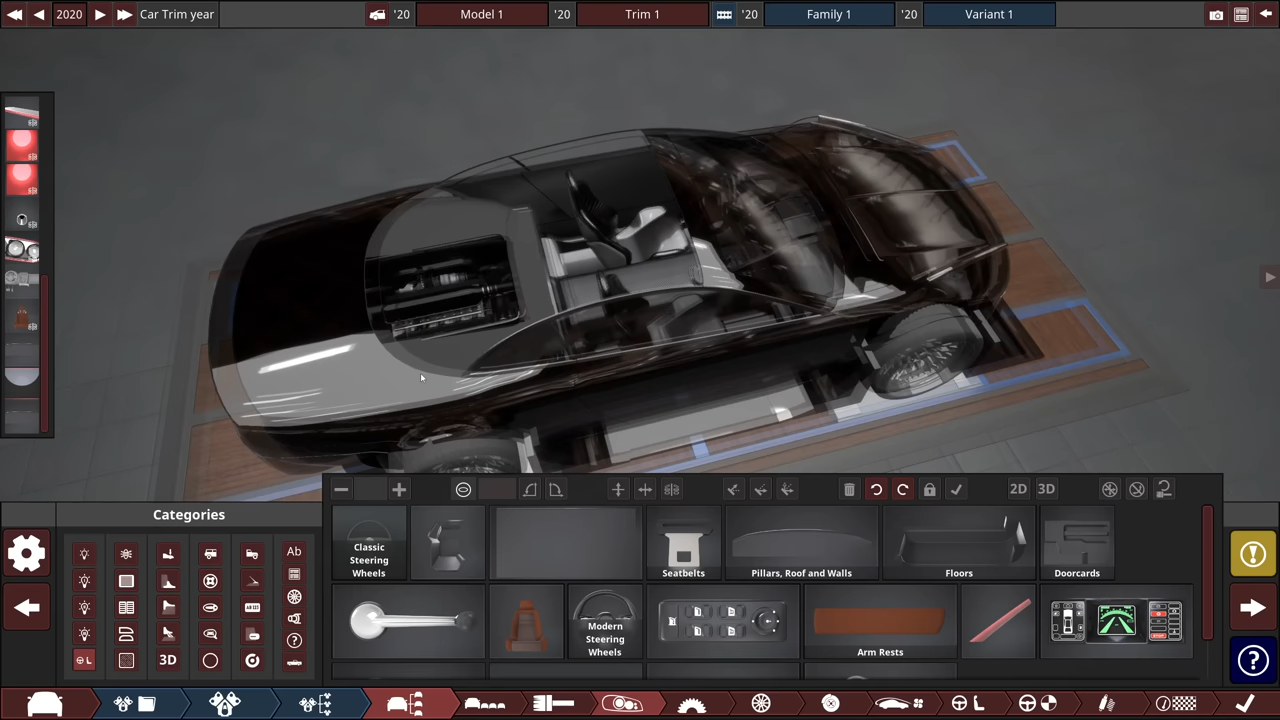 2020
Car Trim year
'20
Model 1
'20
Trim 1
'20
Family 1
'20
Variant 1
2D
3D
Categories
Ab
L
3D
Classic
Steering
Wheels
Seatbelts
Pillars, Roof and Walls
Floors
Doorcards
Modern
Steering
Wheels
Arm Rests